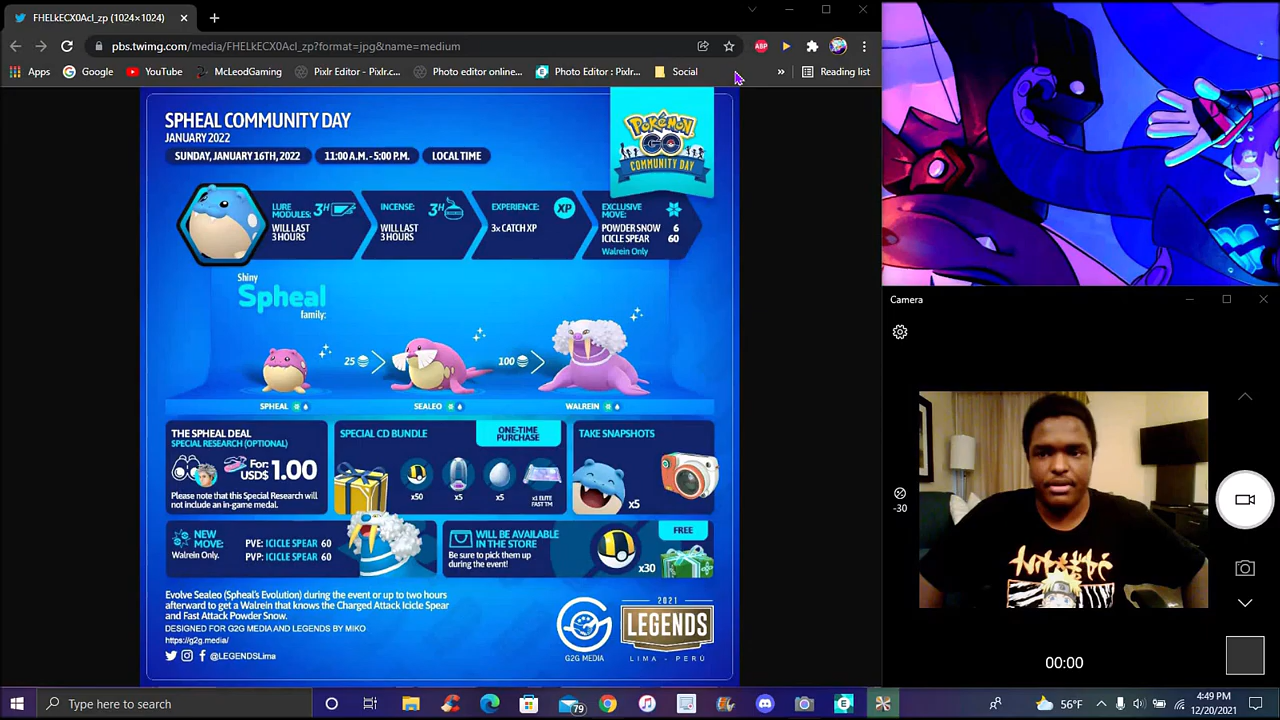 FHELkECX0AcI_zp (1024×1024)
pbs.twimg.com/media/FHELkECX0AcI_zp?format=jpg&name=medium
ABP
Apps Google YouTube McLeodGaming Pixlr Editor - Pixlr.c... Photo editor online... Photo Editor : Pixlr... Social » Reading list
SPHEAL COMMUNITY DAY
JANUARY 2022
SUNDAY, JANUARY 16TH, 2022 11:00 A.M. - 5:00 P.M. LOCAL TIME
POKÉMON
GO
COMMUNITY DAY
LURE
MODULES: 3H
WILL LAST
3 HOURS
INCENSE: 3H
WILL LAST
3 HOURS
EXPERIENCE: XP
3x CATCH XP
EXCLUSIVE
MOVE:
POWDER SNOW 6
ICICLE SPEAR 60
Walrein Only
Shiny
Spheal
family:
25 > 100 >
SPHEAL SEALEO WALREIN
THE SPHEAL DEAL
SPECIAL RESEARCH (OPTIONAL)
For:
USD$ 1.00
Please note that this Special Research will
not include an in-game medal.
SPECIAL CD BUNDLE
ONE-TIME
PURCHASE
x50 x5 x5 x1 ELITE
FAST TM
TAKE SNAPSHOTS
x5
NEW
MOVE:
Walrein Only.
PVE: ICICLE SPEAR 60
PVP: ICICLE SPEAR 60
WILL BE AVAILABLE
IN THE STORE
Be sure to pick them up
during the event!
FREE
x30
Evolve Sealeo (Spheal's Evolution) during the event or up to two hours
afterward to get a Walrein that knows the Charged Attack Icicle Spear
and Fast Attack Powder Snow.
DESIGNED FOR G2G MEDIA AND LEGENDS BY MIKO
https://g2g.media/
@LEGENDSLima
G2G MEDIA
2021
LEGENDS
LIMA - PERÚ
Camera
-30
00:00
Type here to search
79
56°F
4:49 PM
12/20/2021